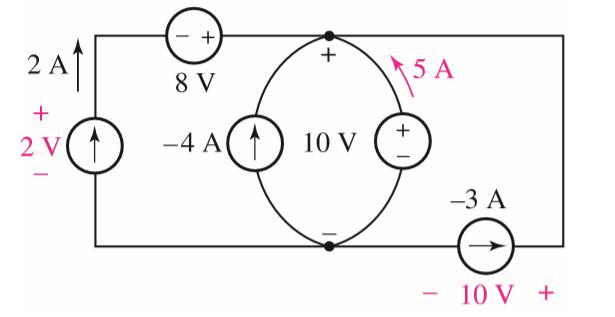 2 A
− +
8 V
+
5 A
+
2 V
−
−4 A
10 V
+
−
−3 A
−
− 10 V +